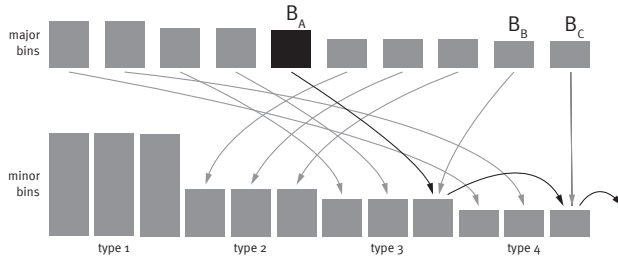 B_A
B_B
B_C
major
bins
minor
bins
type 1
type 2
type 3
type 4